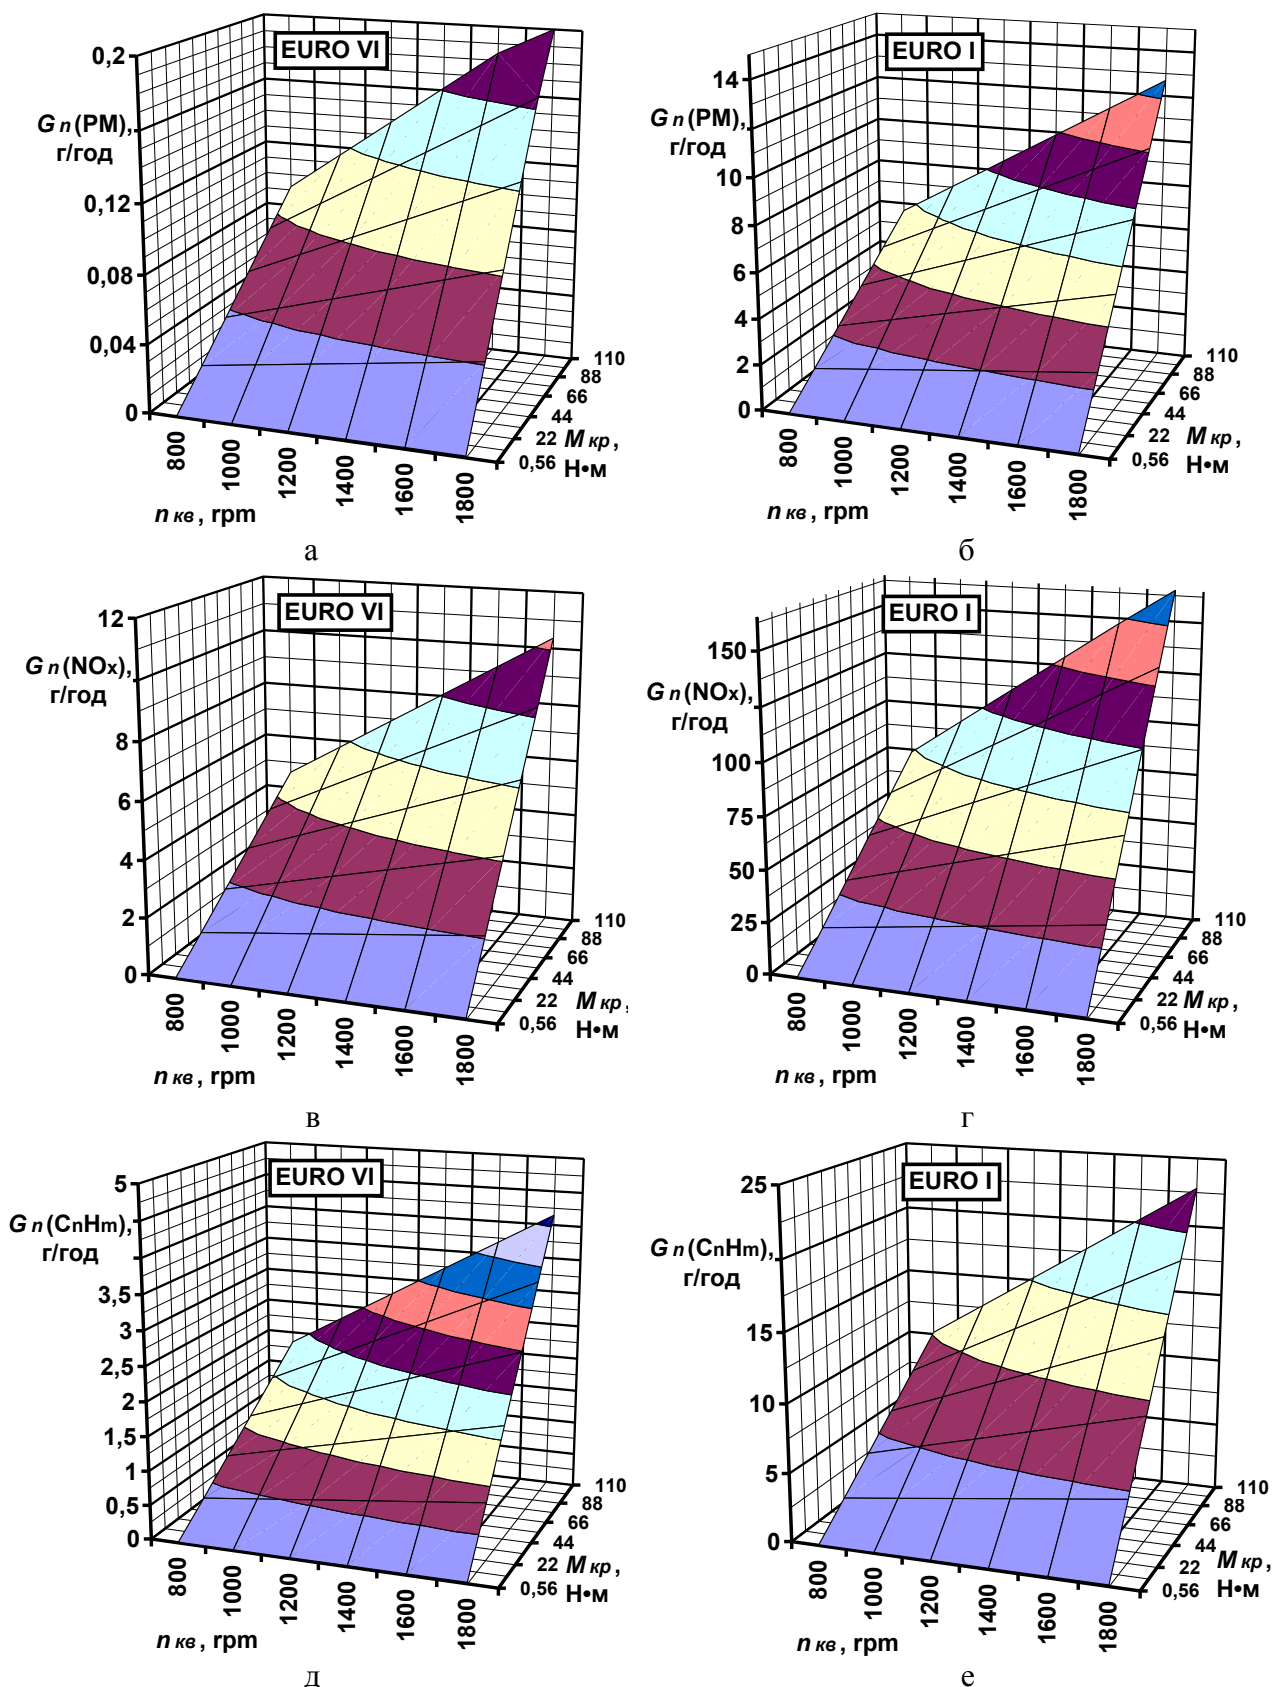 EURO VI
0,2
G п (PM),
г/год
0,12
0,08
0,04
0
800
1000
1200
1400
1600
1800
n кв , rpm
110
88
66
44
22
0,56
M кр ,
Н•м
а
EURO I
14
G п (PM),
г/год
10
8
6
4
2
0
800
1000
1200
1400
1600
1800
n кв , rpm
110
88
66
44
22
0,56
M кр ,
Н•м
б
EURO VI
12
G п (NOx),
г/год
8
6
4
2
0
800
1000
1200
1400
1600
1800
n кв , rpm
110
88
66
44
22
0,56
M кр ,
Н•м
в
EURO I
150
G п (NOx),
г/год
100
75
50
25
0
800
1000
1200
1400
1600
1800
n кв , rpm
110
88
66
44
22
0,56
M кр ,
Н•м
г
EURO VI
5
G п (CnHm),
г/год
3,5
3
2,5
2
1,5
1
0,5
0
800
1000
1200
1400
1600
1800
n кв , rpm
110
88
66
44
22
0,56
M кр ,
Н•м
д
EURO I
25
G п (CnHm),
г/год
15
10
5
0
800
1000
1200
1400
1600
1800
n кв , rpm
110
88
66
44
22
0,56
M кр ,
Н•м
е